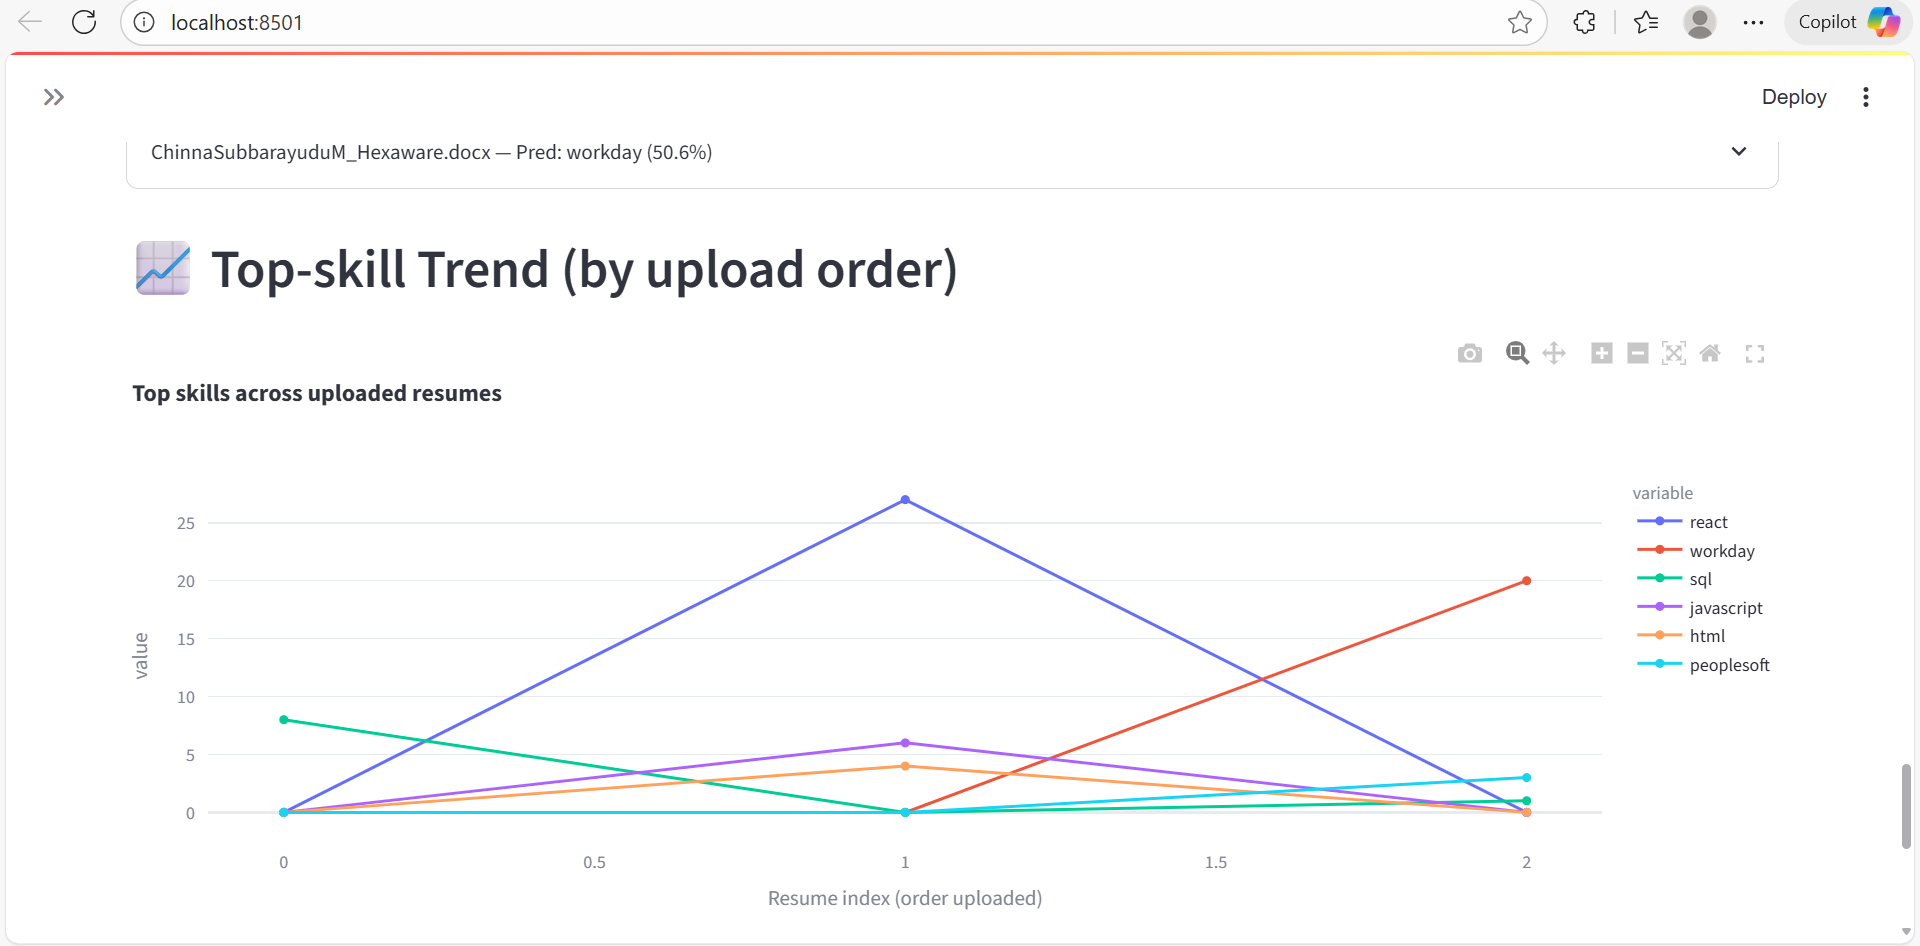 localhost:8501
Copilot
Deploy
ChinnaSubbarayuduM_Hexaware.docx — Pred: workday (50.6%)
Top-skill Trend (by upload order)
Top skills across uploaded resumes
variable
react
workday
sql
javascript
html
peoplesoft
value
25
20
15
10
5
0
0 0.5 1 1.5 2
Resume index (order uploaded)